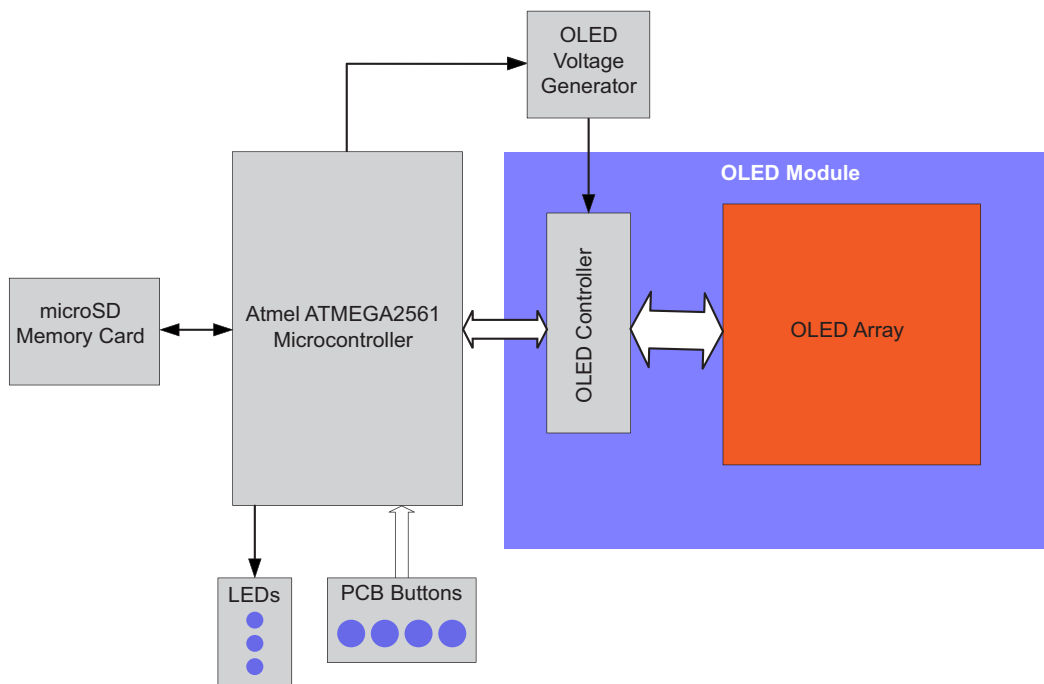 OLED
Voltage
Generator
OLED Module
microSD
Memory Card
Atmel ATMEGA2561
Microcontroller
OLED Controller
OLED Array
LEDs
PCB Buttons